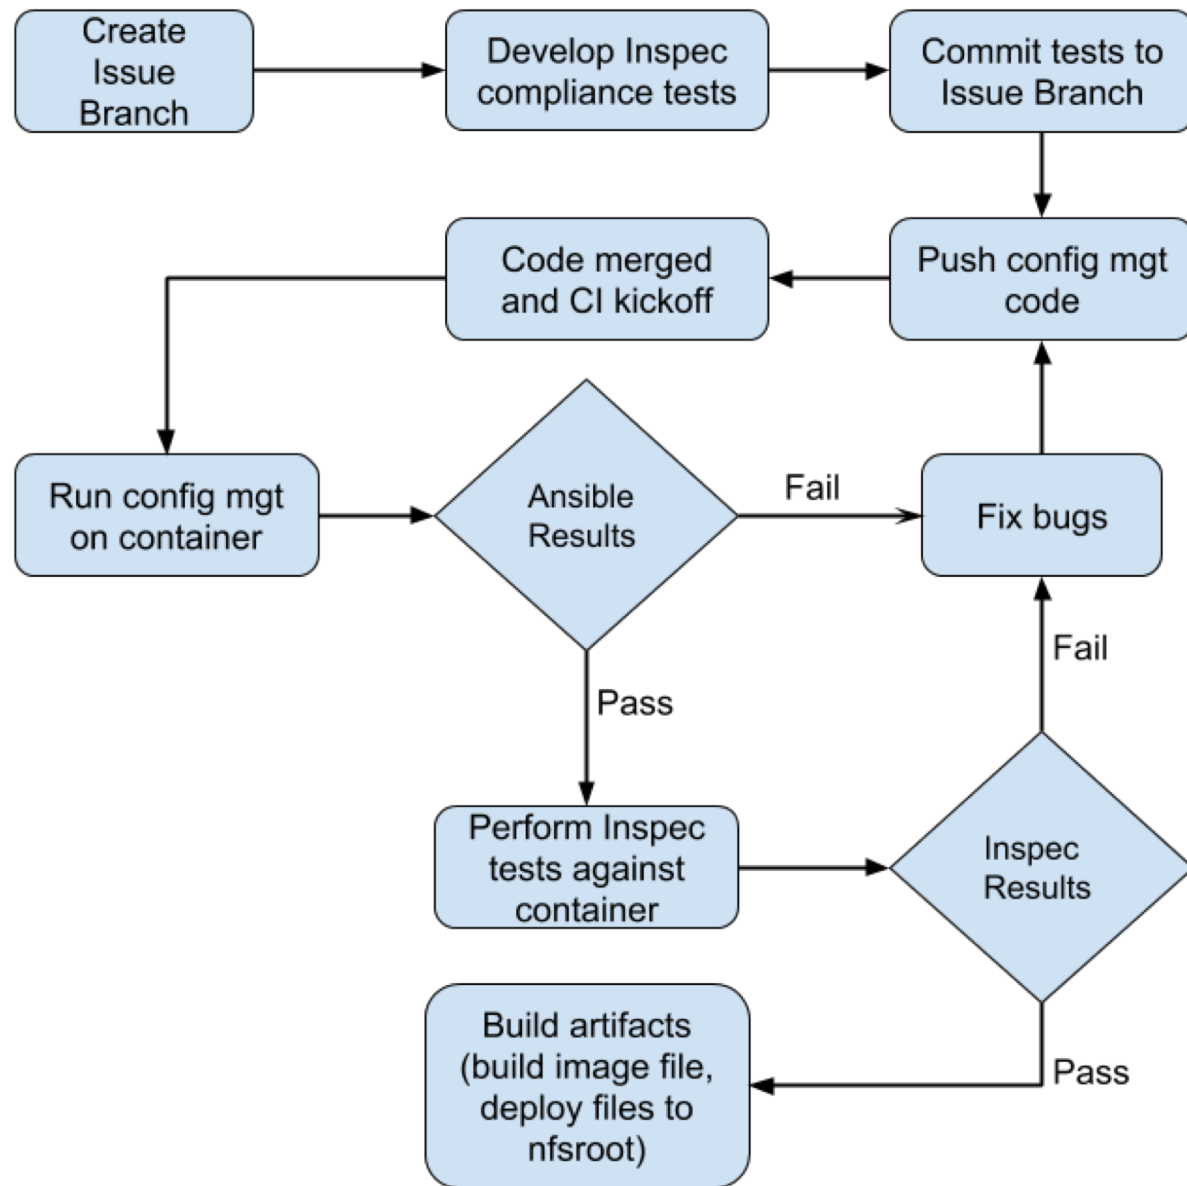 Create
Issue
Branch
Develop Inspec
compliance tests
Commit tests to
Issue Branch
Code merged
and CI kickoff
Push config mgt
code
Run config mgt
on container
Ansible
Results
Fail
Fix bugs
Fail
Pass
Perform Inspec
tests against
container
Inspec
Results
Build artifacts
(build image file,
deploy files to
nfsroot)
Pass